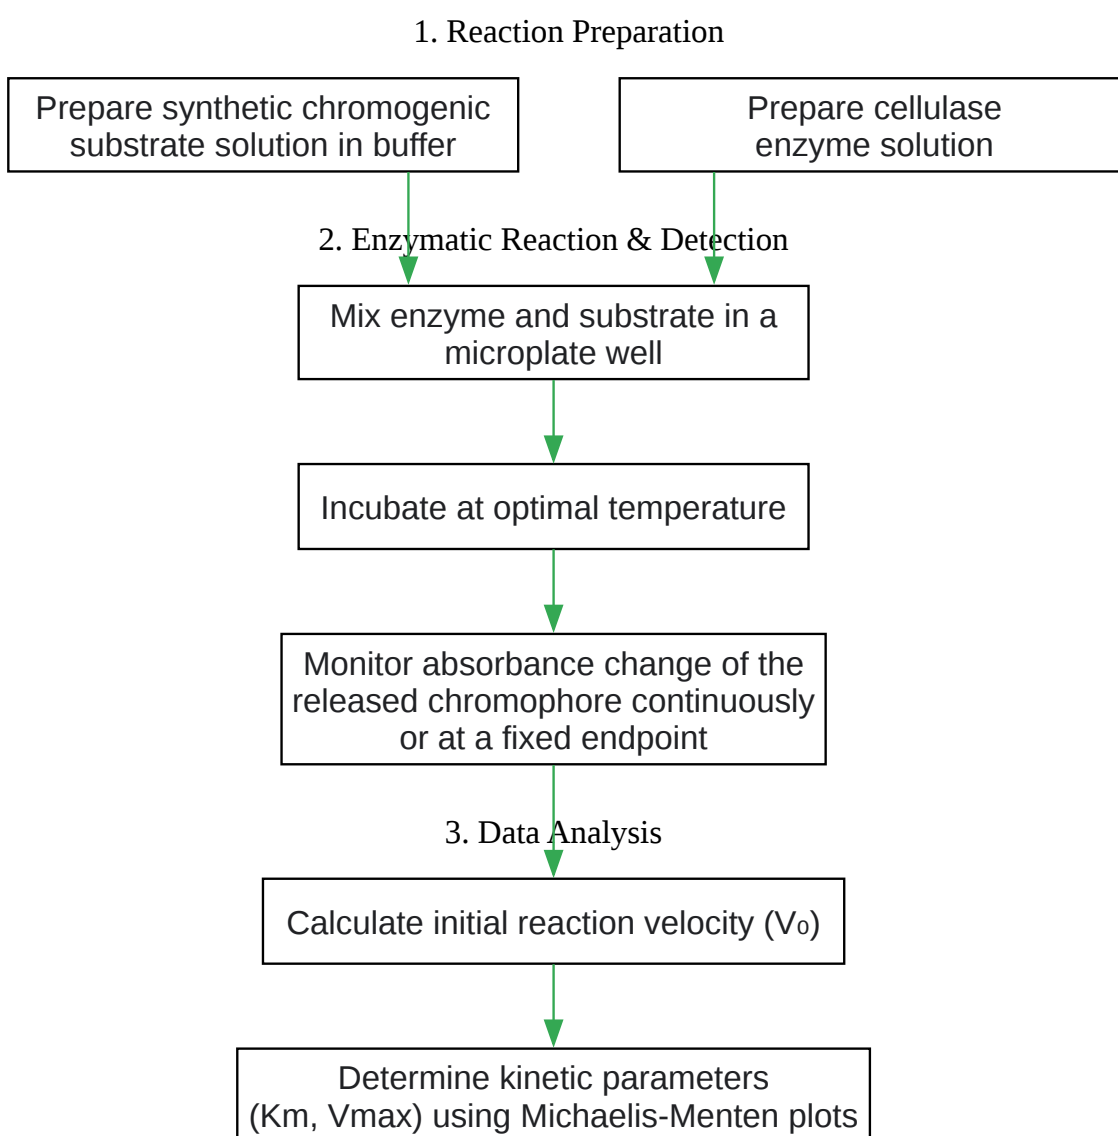 1. Reaction Preparation
Prepare synthetic chromogenic
substrate solution in buffer
Prepare cellulase
enzyme solution
2. Enzymatic Reaction & Detection
Mix enzyme and substrate in a
microplate well
Incubate at optimal temperature
Monitor absorbance change of the
released chromophore continuously
or at a fixed endpoint
3. Data Analysis
Calculate initial reaction velocity (V₀)
Determine kinetic parameters
(Km, Vmax) using Michaelis-Menten plots